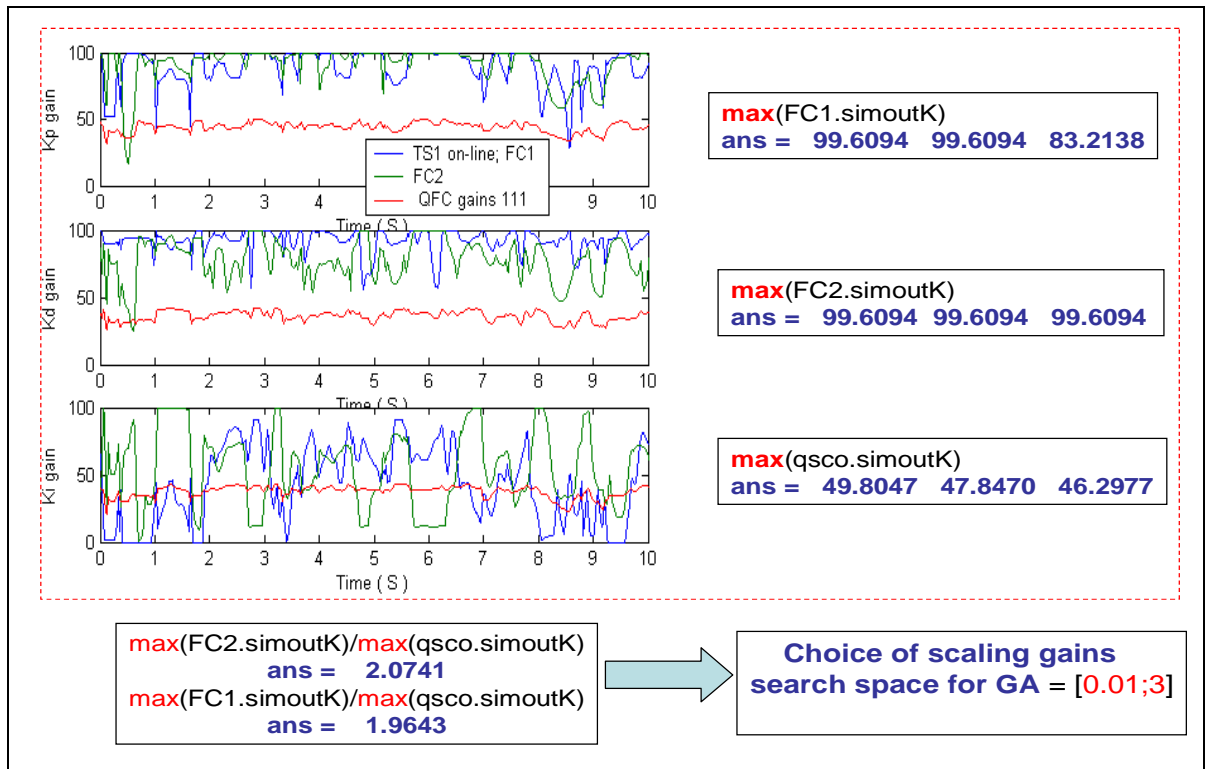 100
50
0
Kp gain
0 1 2 3 4 5 6 7 8 9 10
Time ( S )
TS1 on-line; FC1
FC2
QFC gains 111
max(FC1.simoutK)
ans = 99.6094 99.6094 83.2138
100
50
0
Kd gain
0 1 2 3 4 5 6 7 8 9 10
Time ( S )
max(FC2.simoutK)
ans = 99.6094 99.6094 99.6094
100
50
0
Ki gain
0 1 2 3 4 5 6 7 8 9 10
Time ( S )
max(qsco.simoutK)
ans = 49.8047 47.8470 46.2977
max(FC2.simoutK)/max(qsco.simoutK)
ans = 2.0741
max(FC1.simoutK)/max(qsco.simoutK)
ans = 1.9643
Choice of scaling gains
search space for GA = [0.01;3]